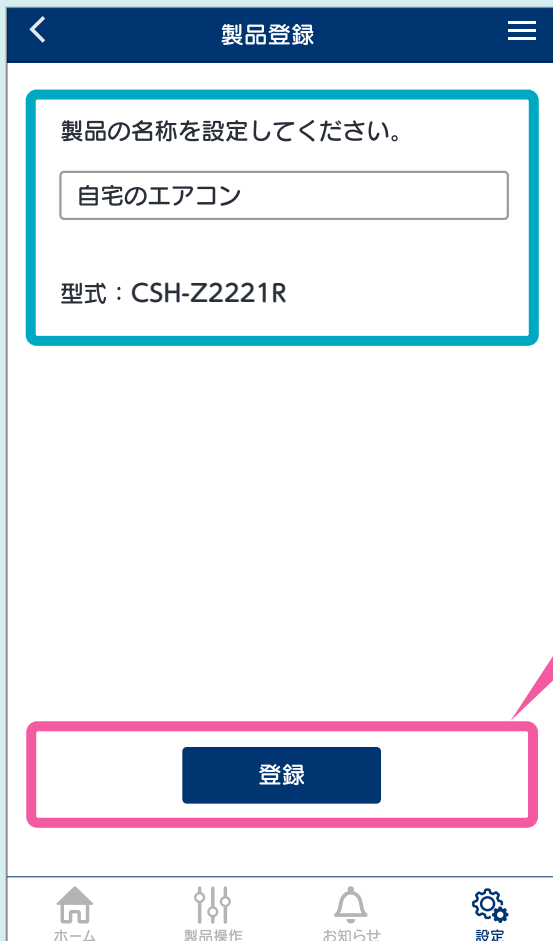 製品登録
製品の名称を設定してください。
自宅のエアコン
型式：CSH-Z2221R
登録
ホーム
製品操作
お知らせ
設定